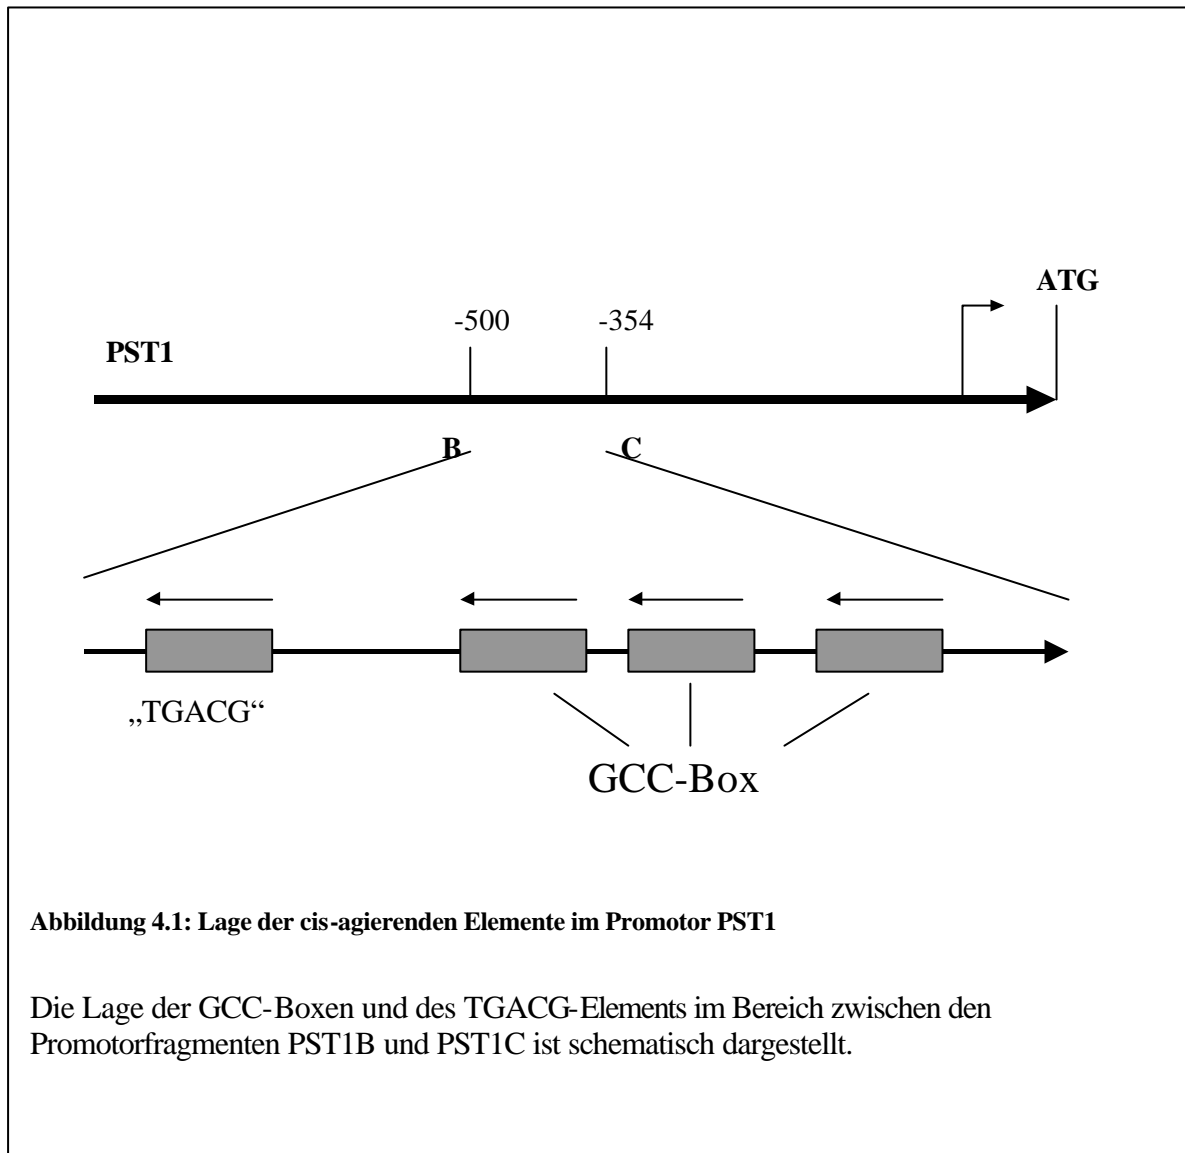 ATG
-500 -354
PST1
B C
„TGACG“
GCC-Box
Abbildung 4.1: Lage der cis-agierenden Elemente im Promotor PST1
Die Lage der GCC-Boxen und des TGACG-Elements im Bereich zwischen den
Promotorfragmenten PST1B und PST1C ist schematisch dargestellt.